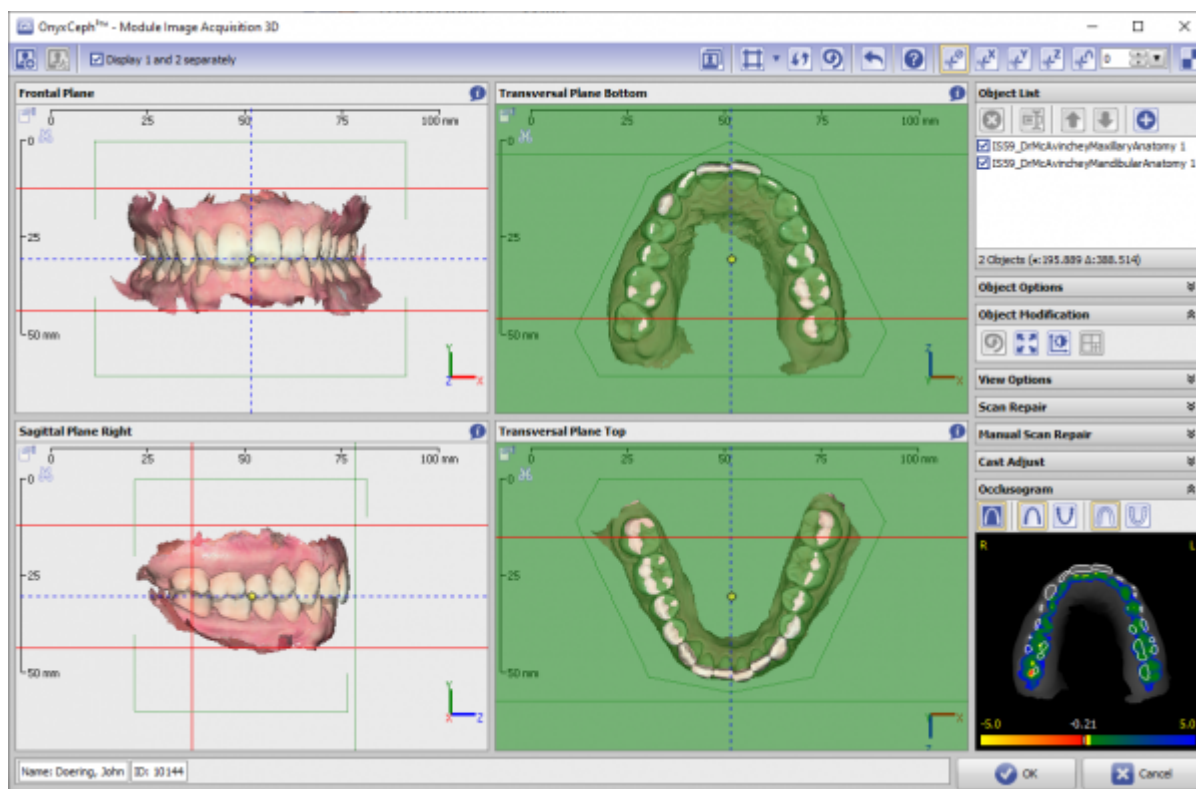 OnyxCeph³ᵀᴹ - Module Image Acquisition 3D
Display 1 and 2 separately
0
Frontal Plane
0 25 50 75 100 mm
0
25
50 mm
Y
Z X
Transversal Plane Bottom
0 25 50 75 100 mm
0
25
50 mm
Z
Y X
Sagittal Plane Right
0 25 50 75 100 mm
0
25
50 mm
Y
X Z
Transversal Plane Top
0 25 50 75 100 mm
0
25
50 mm
X
Z
Object List
IS59_DrMcAvincheyMaxillaryAnatomy 1
IS59_DrMcAvincheyMandibularAnatomy 1
2 Objects (•:195.889 Δ:388.514)
Object Options
Object Modification
View Options
Scan Repair
Manual Scan Repair
Cast Adjust
Occlusogram
R L
-5.0 -0.21 5.0
Name: Doering, John ID: 10144
OK Cancel